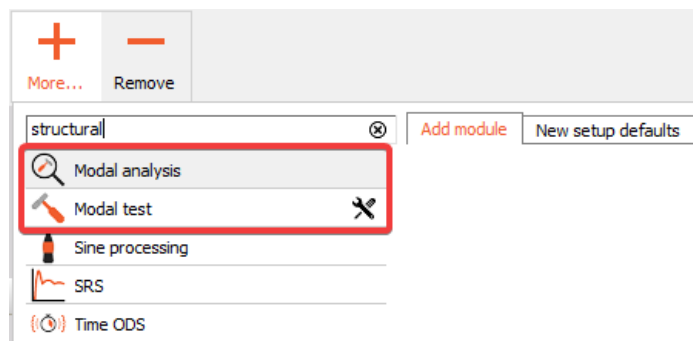 More... Remove
structural Add module New setup defaults
Modal analysis
Modal test
Sine processing
SRS
Time ODS